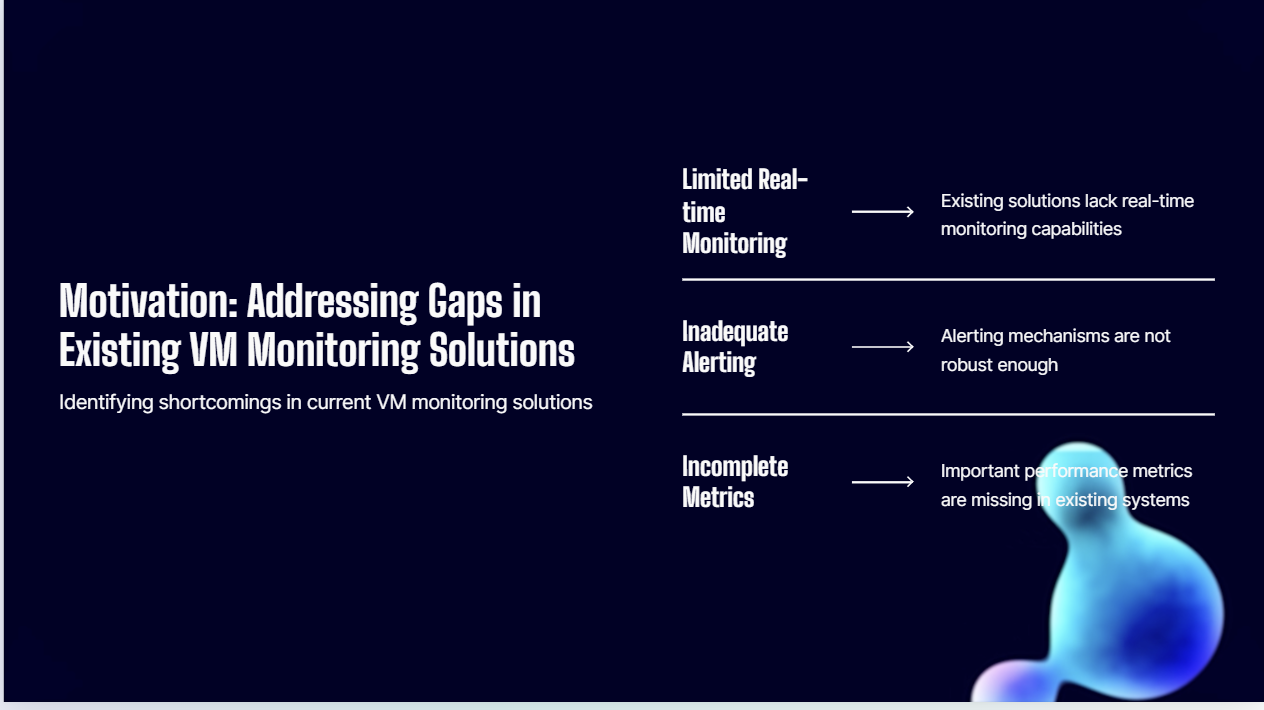 Motivation: Addressing Gaps in
Existing VM Monitoring Solutions
Identifying shortcomings in current VM monitoring solutions
Limited Real-
time
Monitoring
Existing solutions lack real-time
monitoring capabilities
Inadequate
Alerting
Alerting mechanisms are not
robust enough
Incomplete
Metrics
Important performance metrics
are missing in existing systems